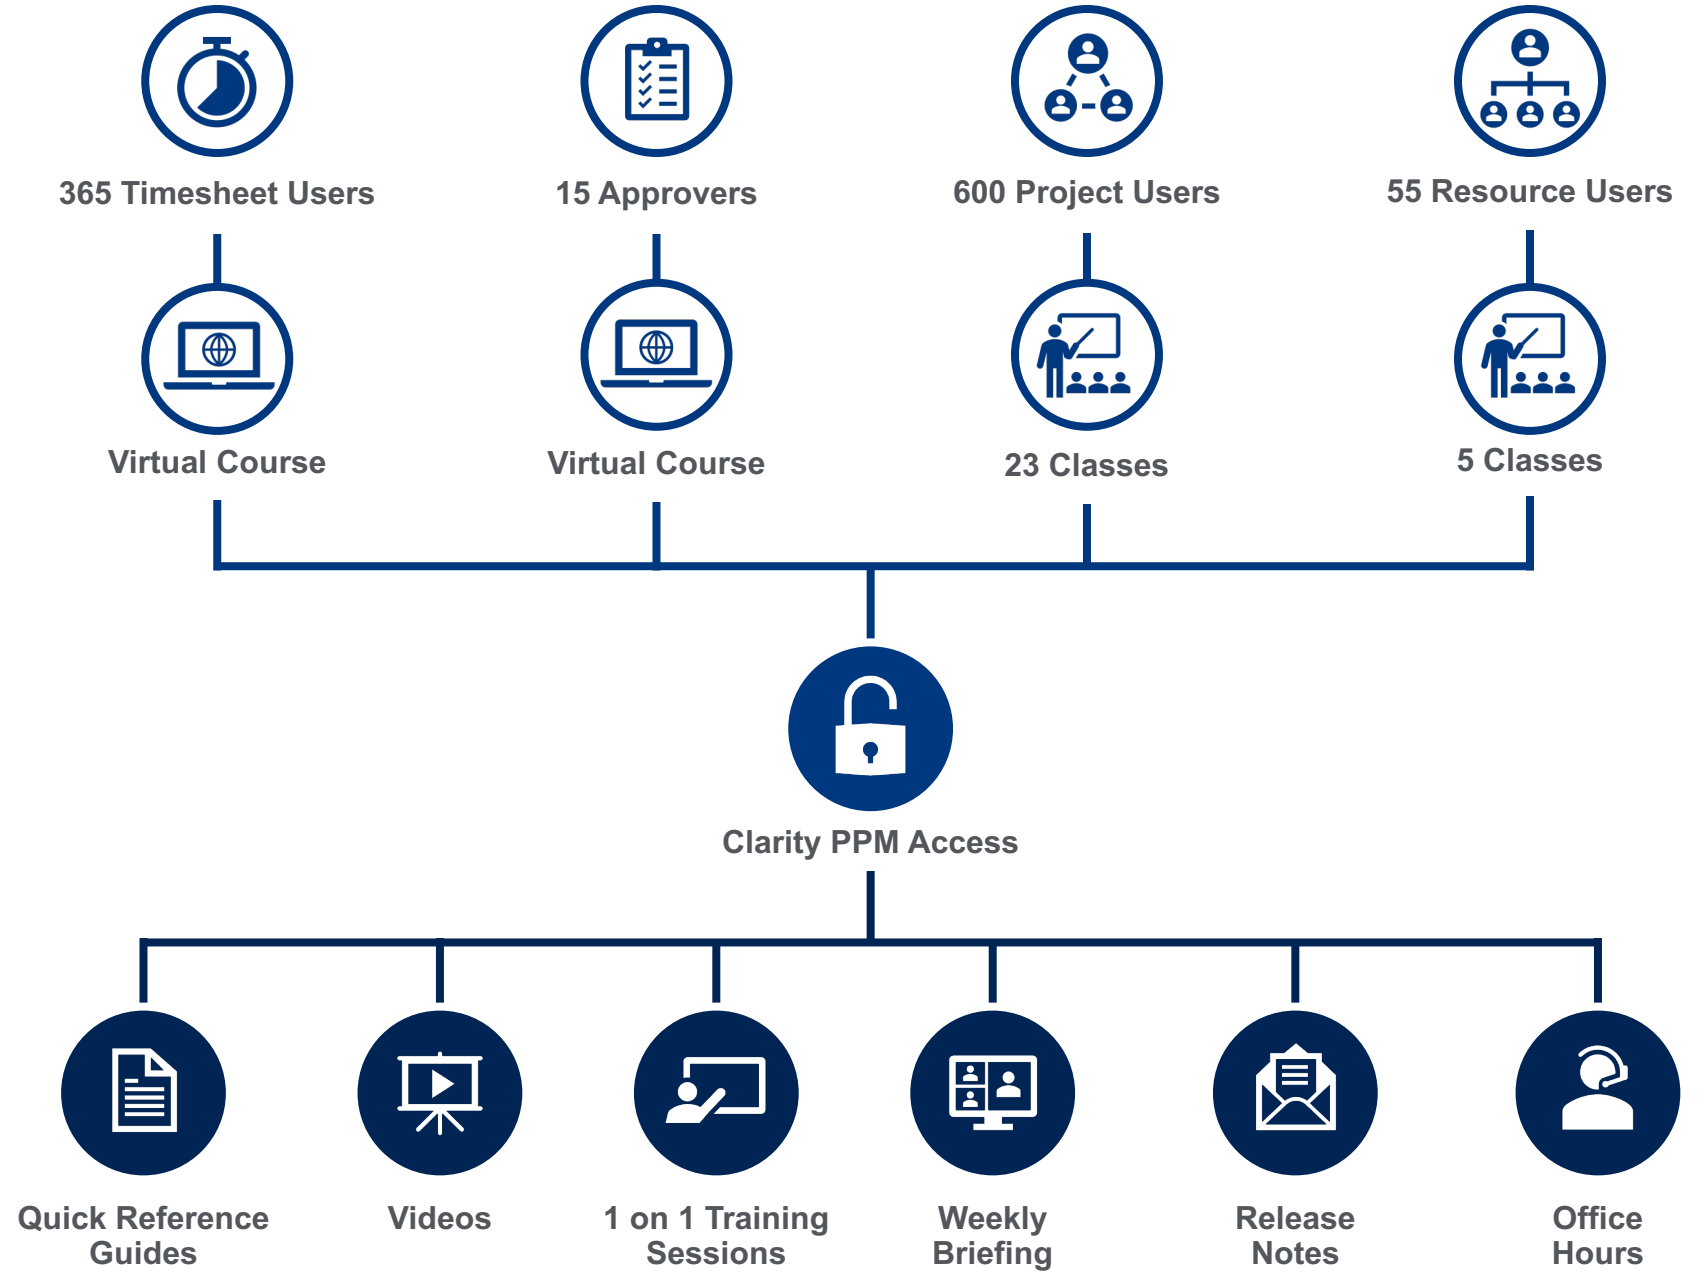 365 Timesheet Users
15 Approvers
600 Project Users
55 Resource Users
Virtual Course
Virtual Course
23 Classes
5 Classes
Clarity PPM Access
Quick Reference
Guides
Videos
1 on 1 Training
Sessions
Weekly
Briefing
Release
Notes
Office
Hours